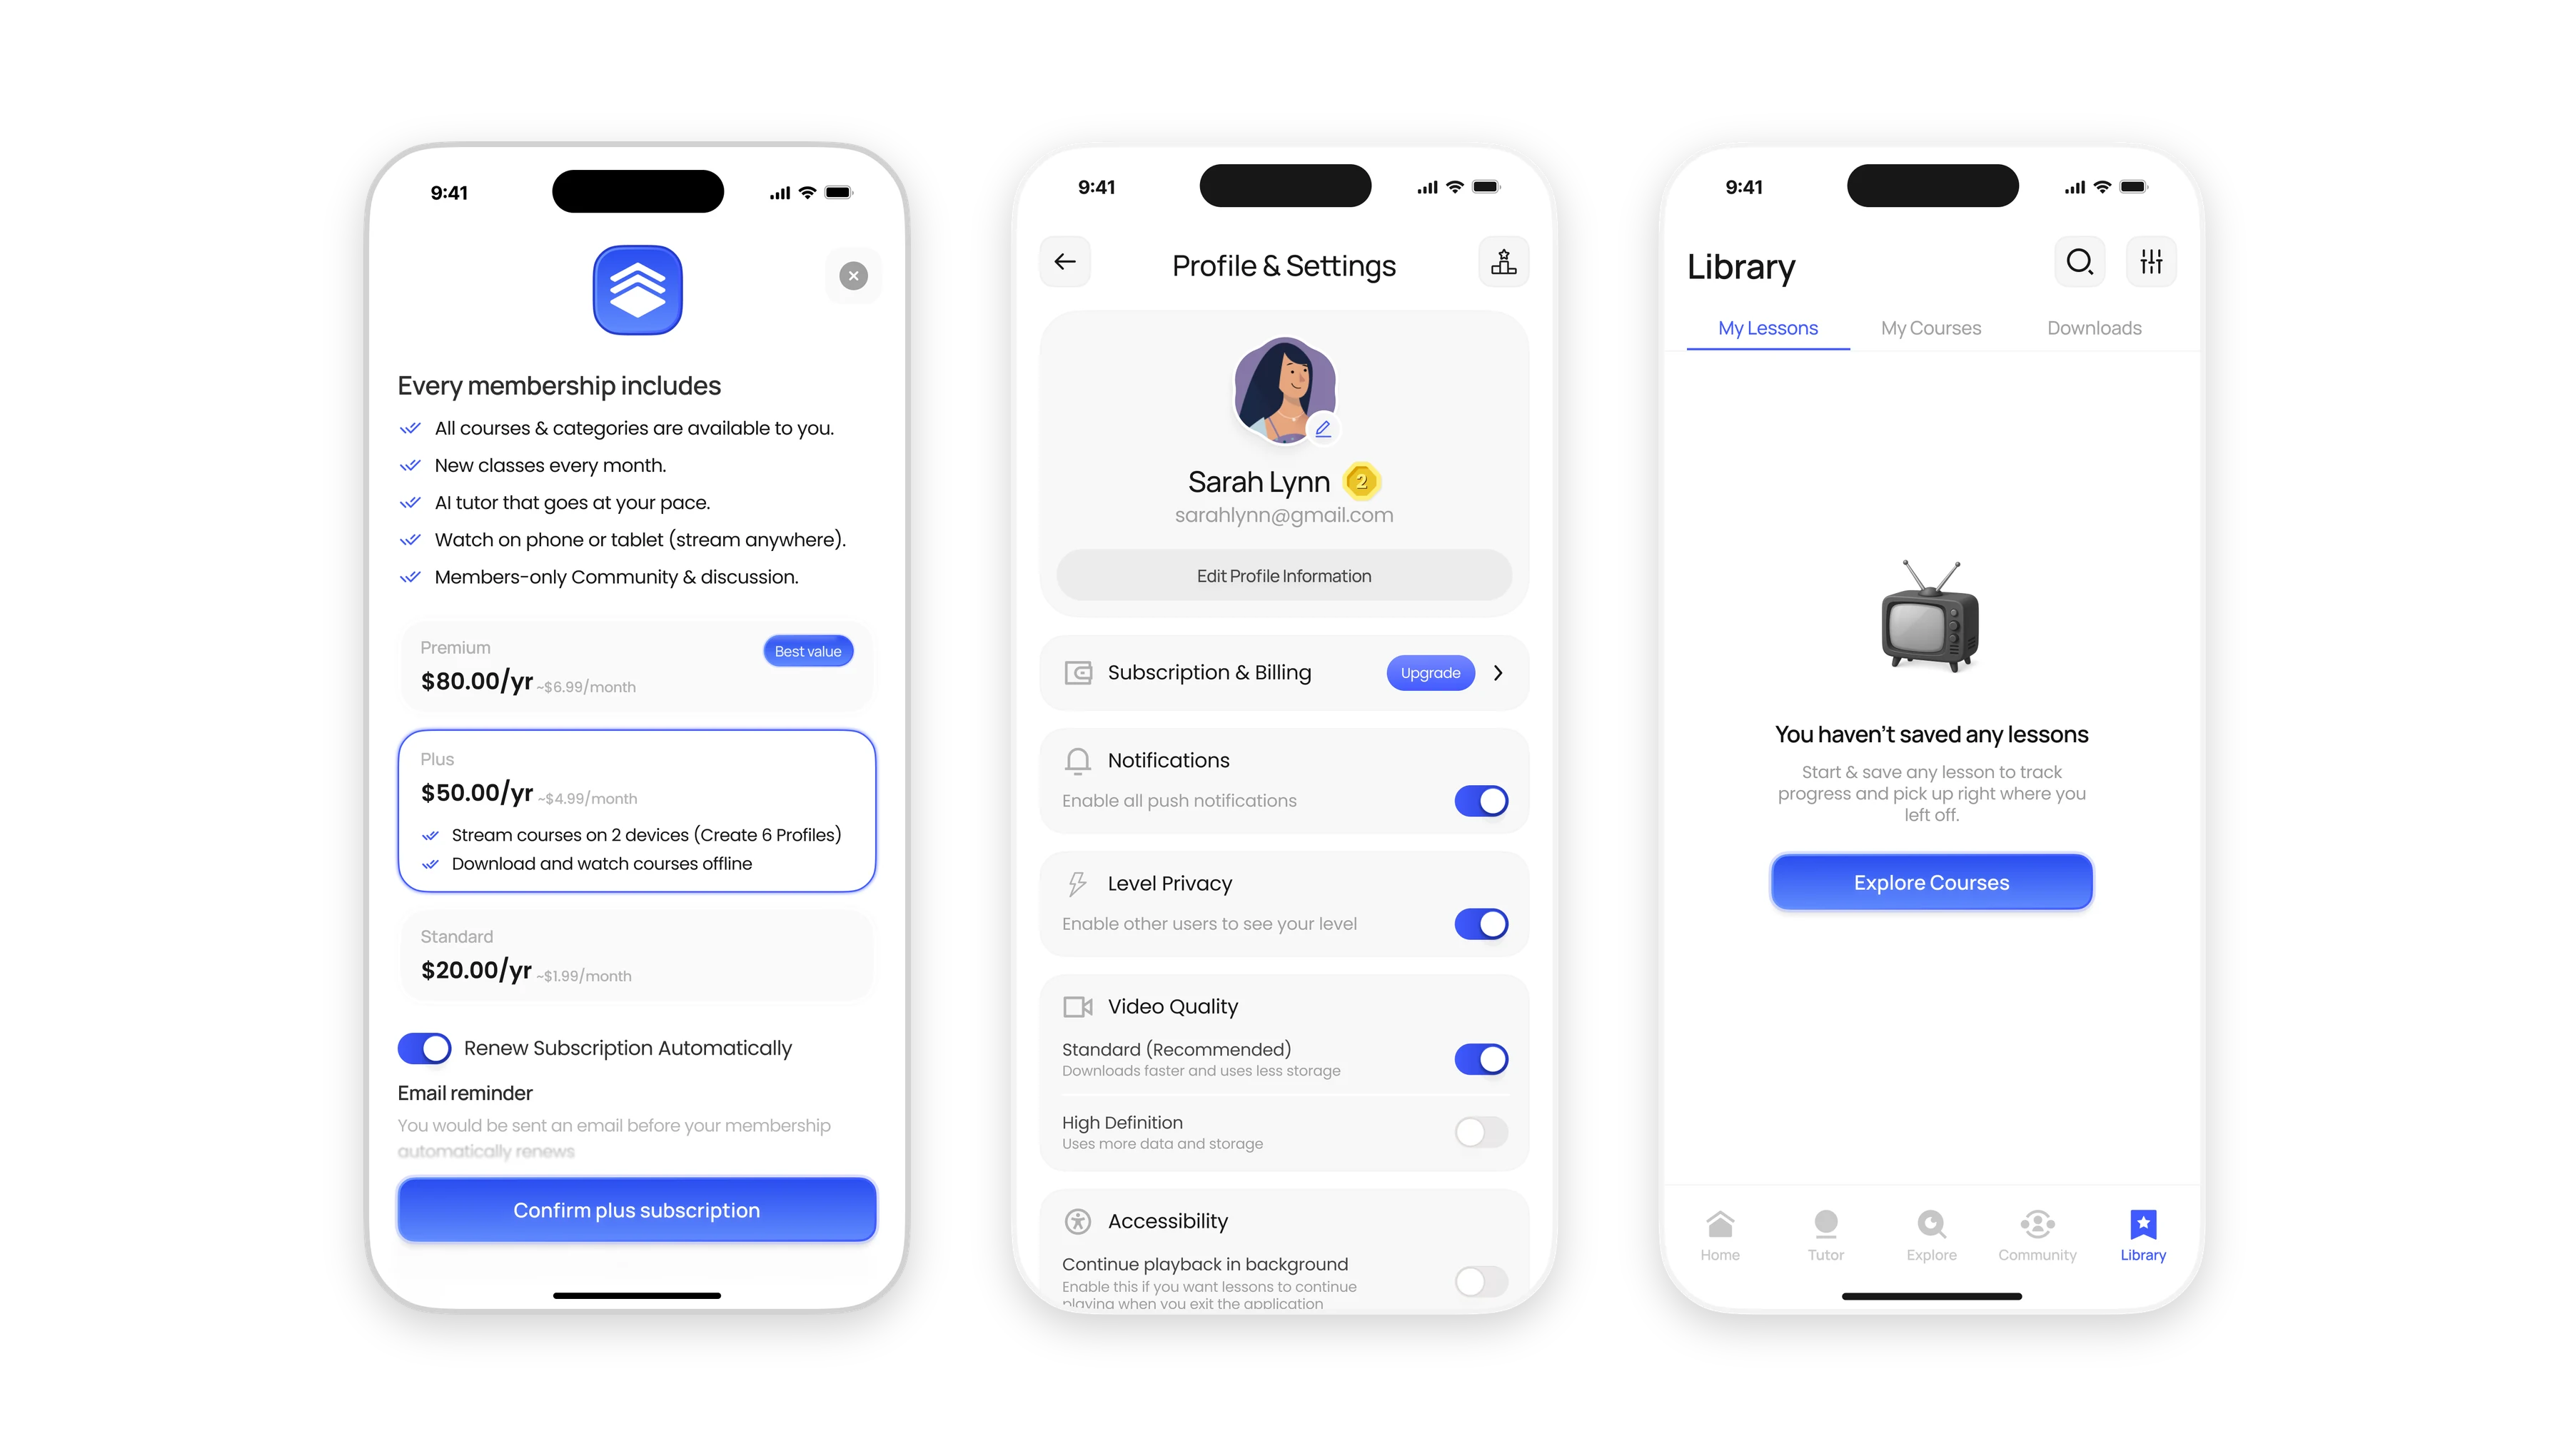 9:41
Every membership includes
All courses & categories are available to you.
New classes every month.
AI tutor that goes at your pace.
Watch on phone or tablet (stream anywhere).
Members-only Community & discussion.
Premium
Best value
$80.00/yr ~$6.99/month
Plus
$50.00/yr ~$4.99/month
Stream courses on 2 devices (Create 6 Profiles)
Download and watch courses offline
Standard
$20.00/yr ~$1.99/month
Renew Subscription Automatically
Email reminder
You would be sent an email before your membership
automatically renews
Confirm plus subscription
9:41
Profile & Settings
Sarah Lynn 2
sarahlynn@gmail.com
Edit Profile Information
Subscription & Billing Upgrade
Notifications
Enable all push notifications
Level Privacy
Enable other users to see your level
Video Quality
Standard (Recommended)
Downloads faster and uses less storage
High Definition
Uses more data and storage
Accessibility
Continue playback in background
Enable this if you want lessons to continue
playing when you exit the application
9:41
Library
My Lessons My Courses Downloads
You haven't saved any lessons
Start & save any lesson to track
progress and pick up right where you
left off.
Explore Courses
Home Tutor Explore Community Library